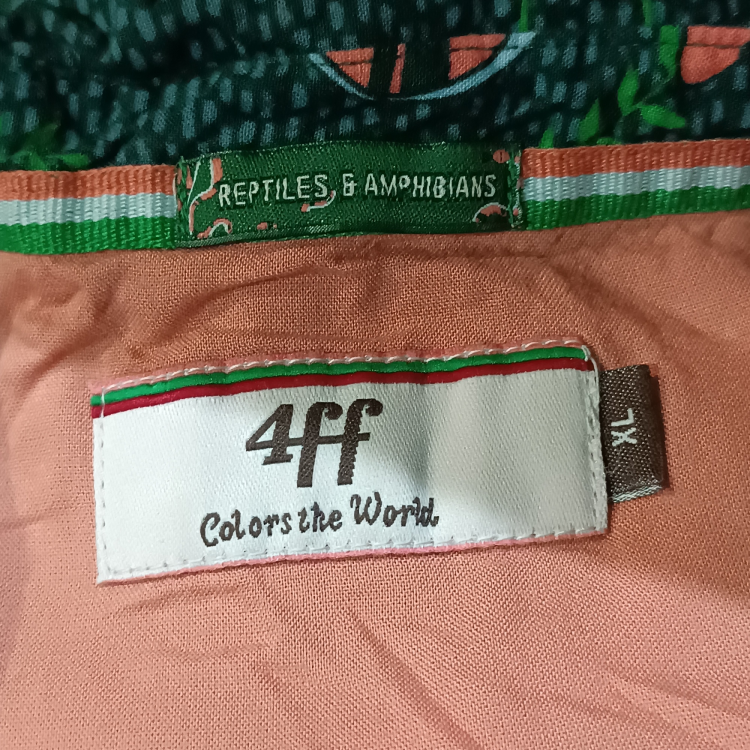 REPTILES & AMPHIBIANS
4ff
Colors the World
XL